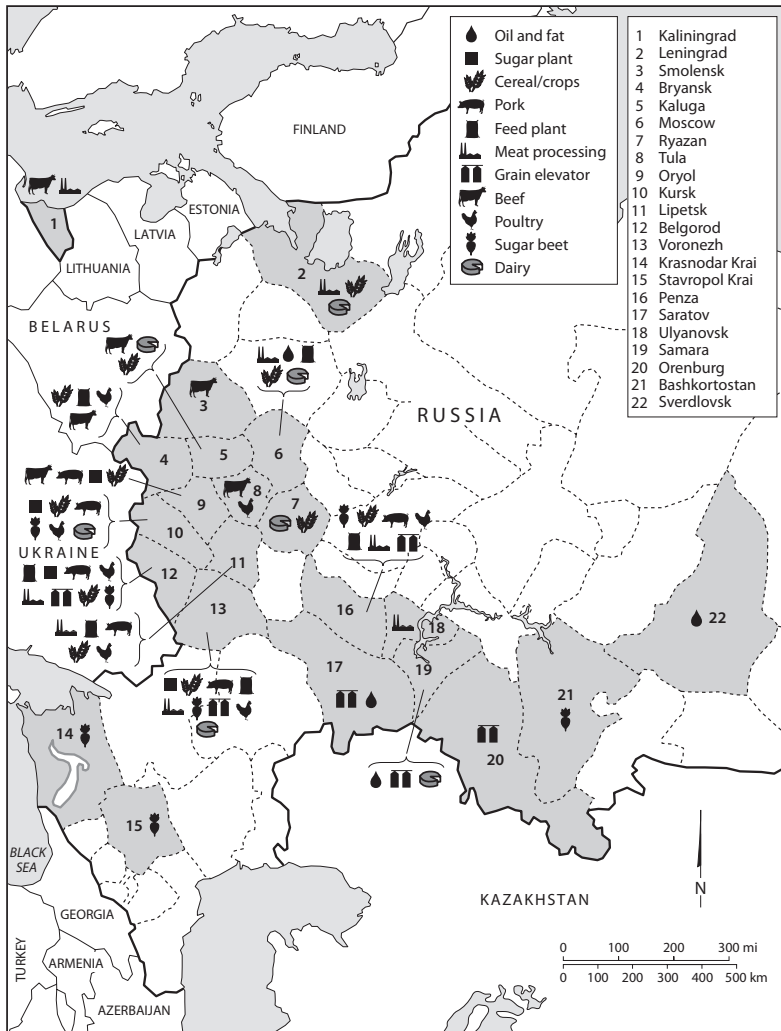 Oil and fat
Sugar plant
Cereal/crops
Pork
Feed plant
Meat processing
Grain elevator
Beef
Poultry
Sugar beet
Dairy
1 Kaliningrad
2 Leningrad
3 Smolensk
4 Bryansk
5 Kaluga
6 Moscow
7 Ryazan
8 Tula
9 Oryol
10 Kursk
11 Lipetsk
12 Belgorod
13 Voronezh
14 Krasnodar Krai
15 Stavropol Krai
16 Penza
17 Saratov
18 Ulyanovsk
19 Samara
20 Orenburg
21 Bashkortostan
22 Sverdlovsk
FINLAND
ESTONIA
1
LATVIA
LITHUANIA
2
BELARUS
RUSSIA
3
4
5
6
8
9
7
10
UKRAINE
11
12
16
18
13
22
17
19
21
14
20
15
BLACK
SEA
N
KAZAKHSTAN
GEORGIA
TURKEY
ARMENIA
AZERBAIJAN
0 100 200 300 mi
0 100 200 300 400 500 km